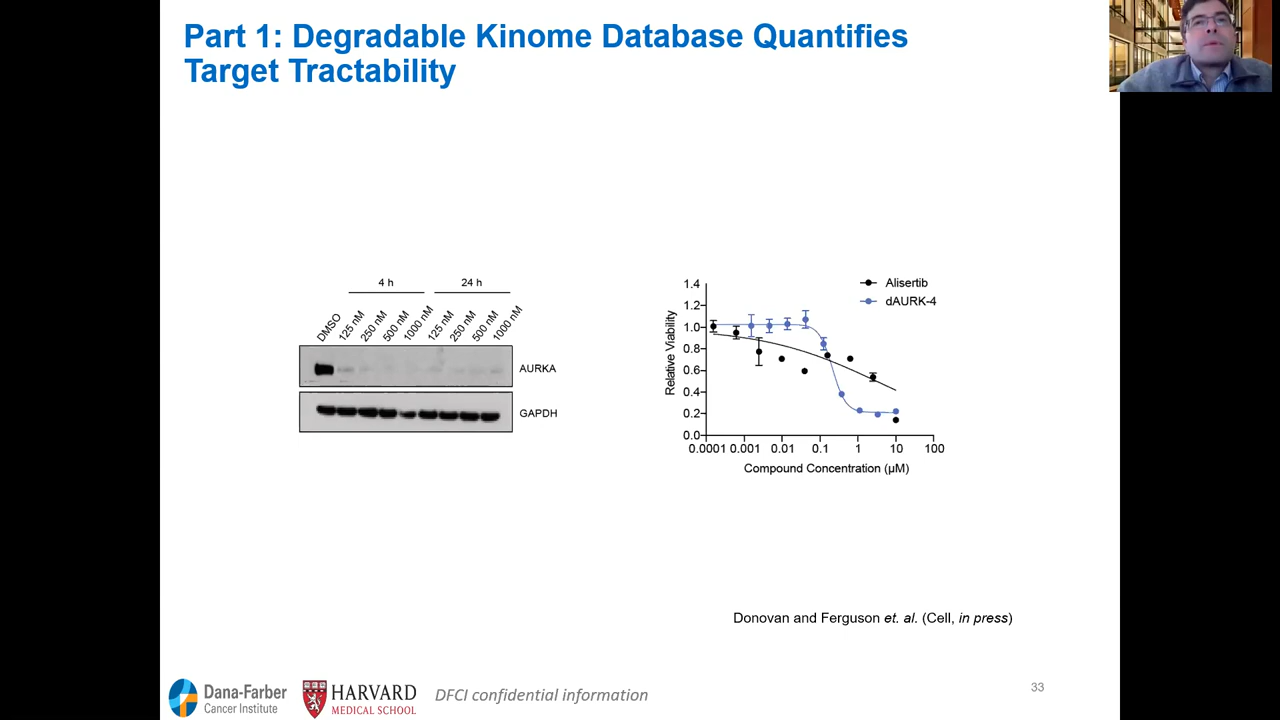 Part 1: Degradable Kinome Database Quantifies
Target Tractability
4 h
24 h
DMSO
125 nM
250 nM
500 nM
1000 nM
125 nM
250 nM
500 nM
1000 nM
AURKA
GAPDH
Alisertib
dAURK-4
Relative Viability
1.4
1.2
1.0
0.8
0.6
0.4
0.2
0.0
0.0001 0.001 0.01 0.1 1 10 100
Compound Concentration (µM)
Donovan and Ferguson et. al. (Cell, in press)
Dana-Farber
Cancer Institute
HARVARD
MEDICAL SCHOOL
DFCI confidential information
33